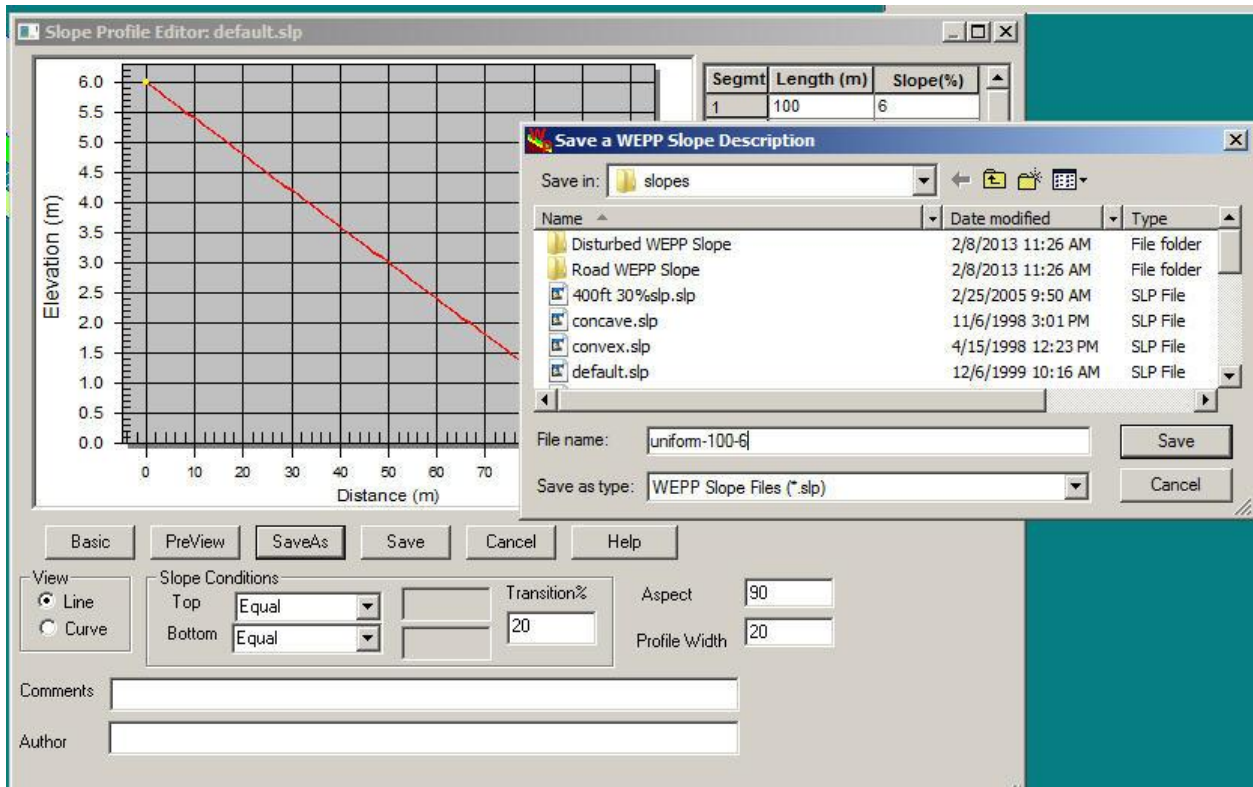 Slope Profile Editor: default.slp
Elevation (m)
6.0
5.5
5.0
4.5
4.0
3.5
3.0
2.5
2.0
1.5
1.0
0.5
0.0
0 10 20 30 40 50 60 70
Distance (m)
Segmt Length (m) Slope(%)
1 100 6
Save a WEPP Slope Description
Save in: slopes
Name Date modified Type
Disturbed WEPP Slope 2/8/2013 11:26 AM File folder
Road WEPP Slope 2/8/2013 11:26 AM File folder
400ft 30%slp.slp 2/25/2005 9:50 AM SLP File
concave.slp 11/6/1998 3:01 PM SLP File
convex.slp 4/15/1998 12:23 PM SLP File
default.slp 12/6/1999 10:16 AM SLP File
File name: uniform-100-6 Save
Save as type: WEPP Slope Files (*.slp) Cancel
Basic PreView SaveAs Save Cancel Help
View
Line
Curve
Slope Conditions
Top Equal
Bottom Equal
Transition%
20
Aspect 90
Profile Width 20
Comments
Author